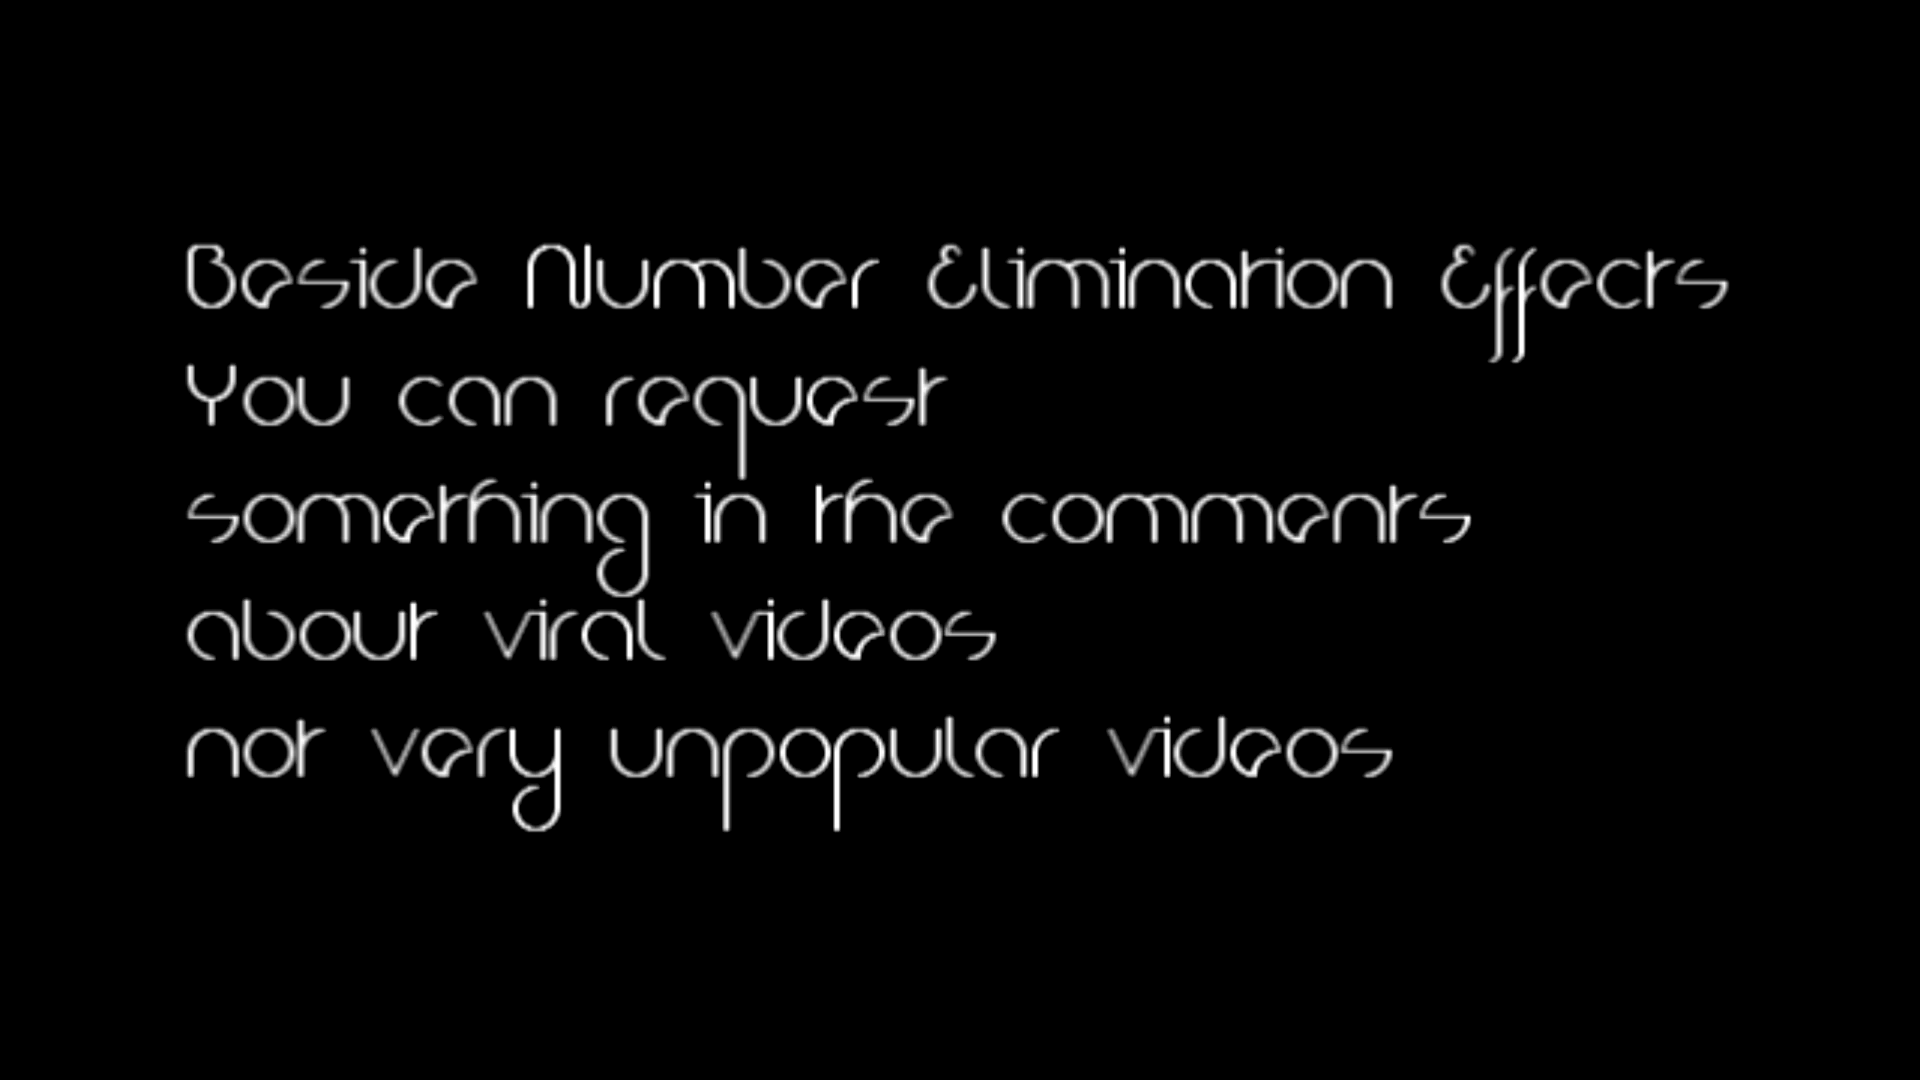 Beside Number Elimination Effects
You can request
something in the comments
about viral videos
not very unpopular videos